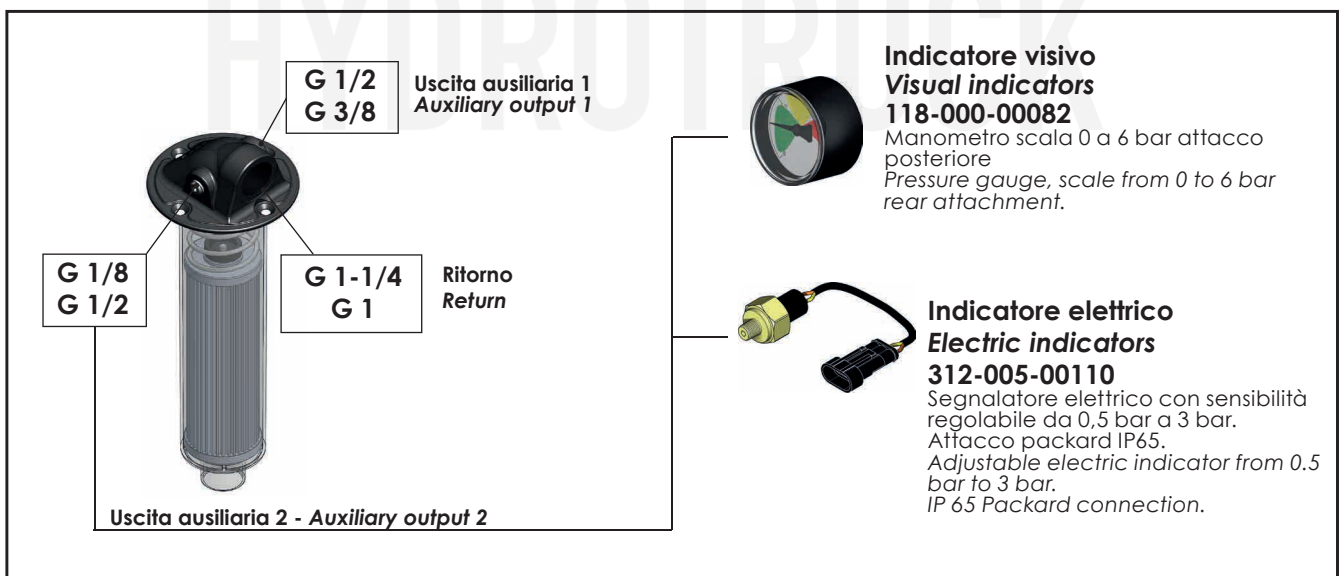 HYDROTRUCK
G 1/2
G 3/8
Uscita ausiliaria 1
Auxiliary output 1
G 1/8
G 1/2
G 1-1/4
G 1
Ritorno
Return
Uscita ausiliaria 2 - Auxiliary output 2
Indicatore visivo
Visual indicators
118-000-00082
Manometro scala 0 a 6 bar attacco
posteriore
Pressure gauge, scale from 0 to 6 bar
rear attachment.
Indicatore elettrico
Electric indicators
312-005-00110
Segnalatore elettrico con sensibilità
regolabile da 0,5 bar a 3 bar.
Attacco packard IP65.
Adjustable electric indicator from 0.5
bar to 3 bar.
IP 65 Packard connection.